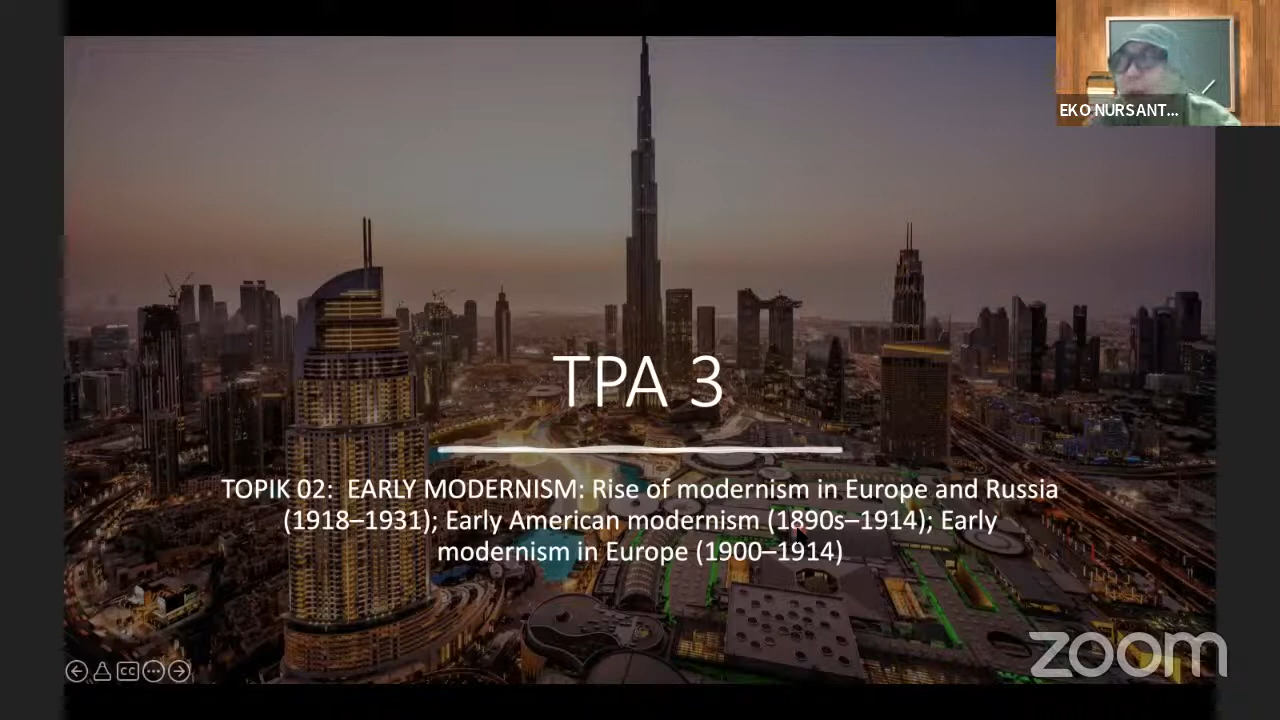 EKO NURSANT...
TPA 3
TOPIK 02: EARLY MODERNISM: Rise of modernism in Europe and Russia
(1918–1931); Early American modernism (1890s–1914); Early
modernism in Europe (1900–1914)
CC
zoom